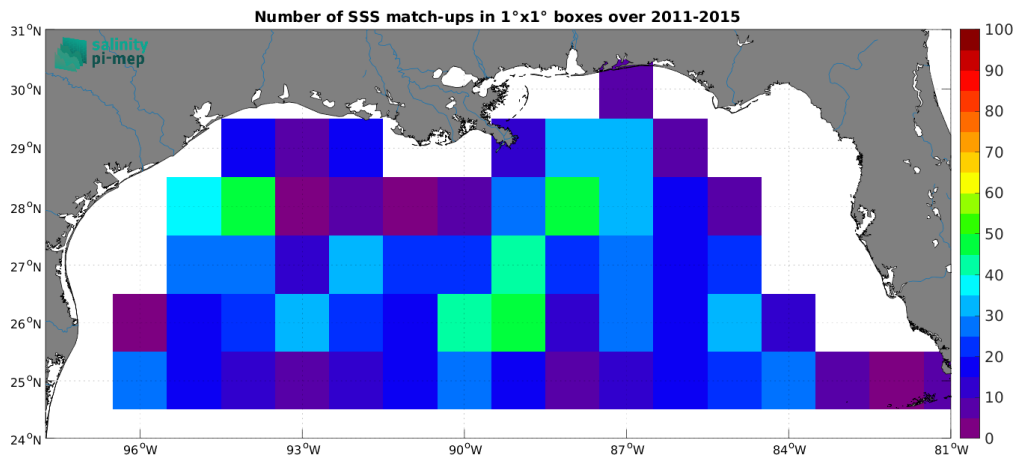 Number of SSS match-ups in 1°x1° boxes over 2011-2015
salinity
pi-mep
31°N
30°N
29°N
28°N
27°N
26°N
25°N
24°N
96°W 93°W 90°W 87°W 84°W 81°W
100
90
80
70
60
50
40
30
20
10
0